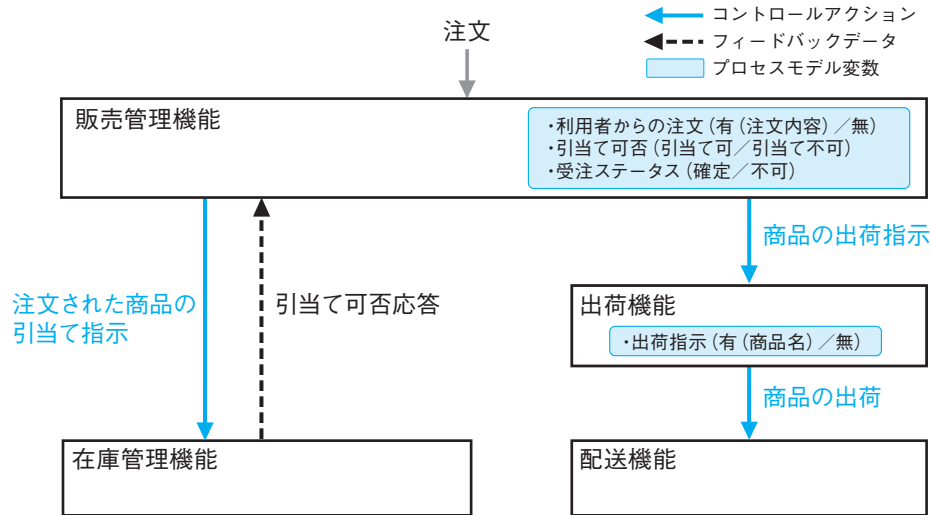 注文
コントロールアクション
フィードバックデータ
プロセスモデル変数
販売管理機能
・利用者からの注文(有(注文内容)/無)
・引当て可否(引当て可/引当て不可)
・受注ステータス(確定/不可)
注文された商品の
引当て指示
引当て可否応答
商品の出荷指示
出荷機能
・出荷指示(有(商品名)/無)
商品の出荷
在庫管理機能
配送機能